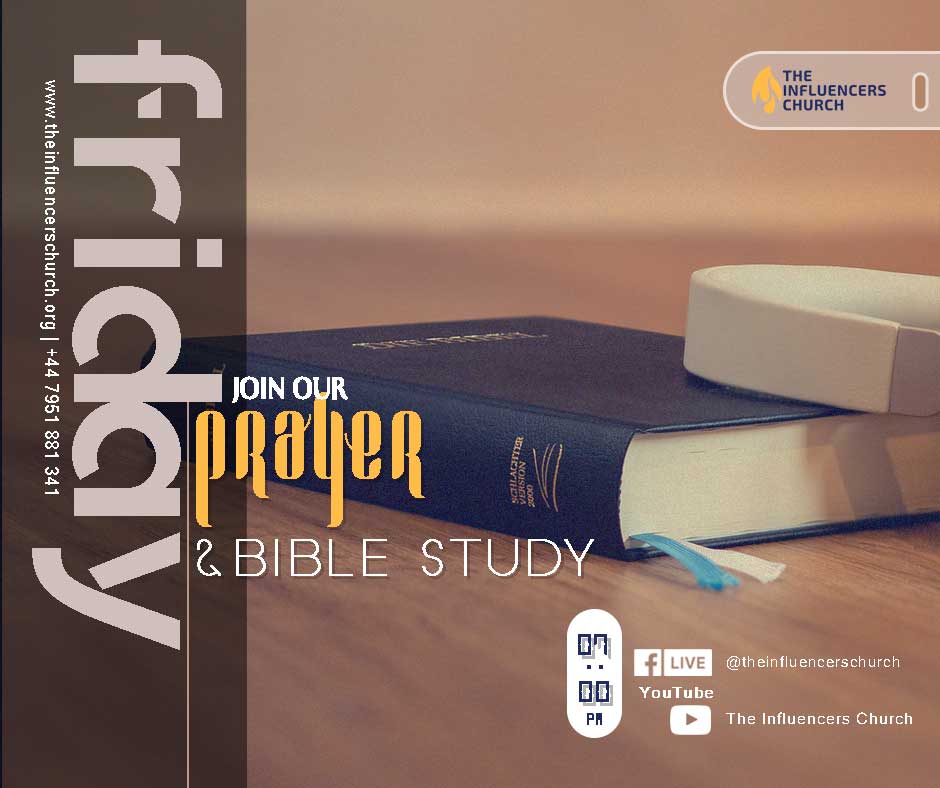 friday
www.theinfluencerschurch.org | +44 7951 881 341
THE
INFLUENCERS
CHURCH
JOIN OUR
PRAYER
& BIBLE STUDY
SCHLACHTER
VERSION
2000
07
:
00
PM
f LIVE @theinfluencerschurch
YouTube
The Influencers Church